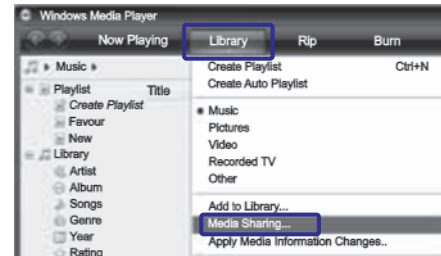 Windows Media Player
Now Playing Library Rip Burn
Music
Playlist Title
Create Playlist
Favour
New
Library
Artist
Album
Songs
Genre
Year
Rating
Create Playlist Ctrl+N
Create Auto Playlist
Music
Pictures
Video
Recorded TV
Other
Add to Library...
Media Sharing...
Apply Media Information Changes..